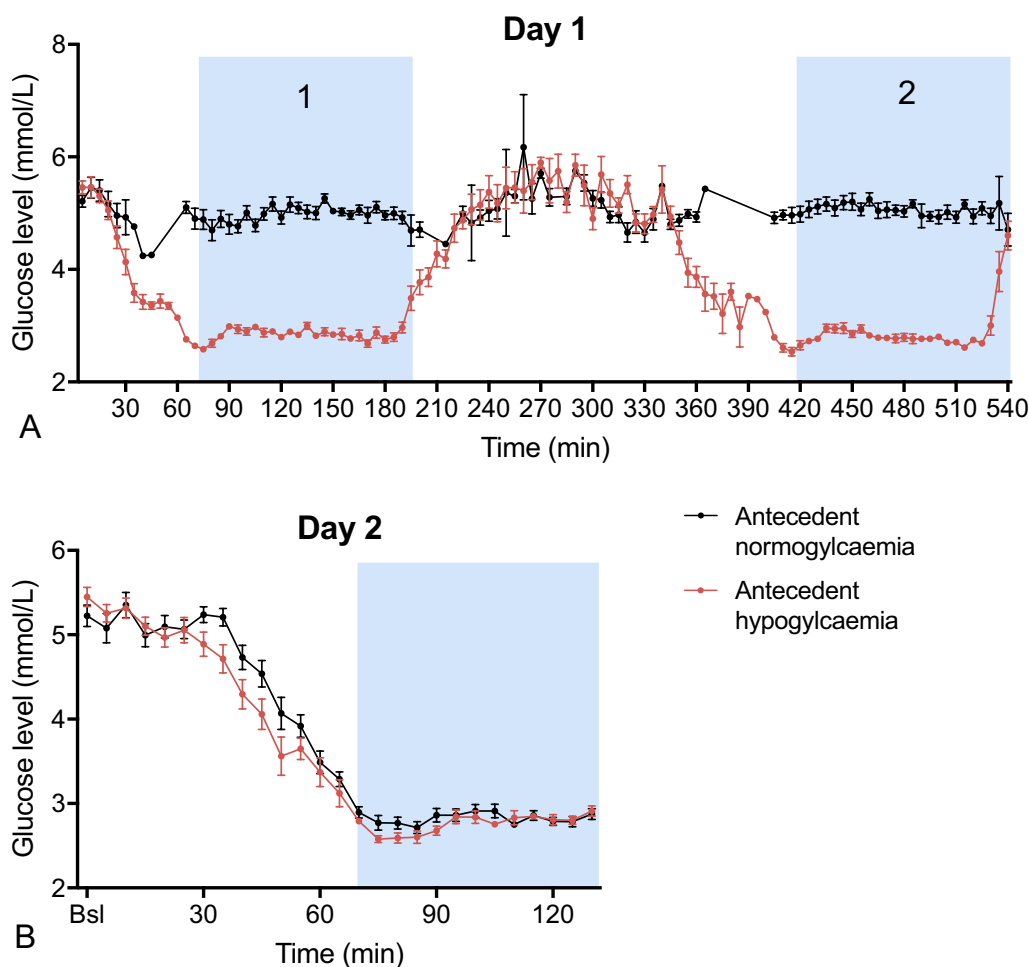 Day 1
Glucose level (mmol/L)
8
6
4
2
1
2
30 60 90 120 150 180 210 240 270 300 330 360 390 420 450 480 510 540
Time (min)
A
Day 2
Glucose level (mmol/L)
6
5
4
3
2
Bsl 30 60 90 120
Time (min)
B
Antecedent
normogylcaemia
Antecedent
hypogylcaemia